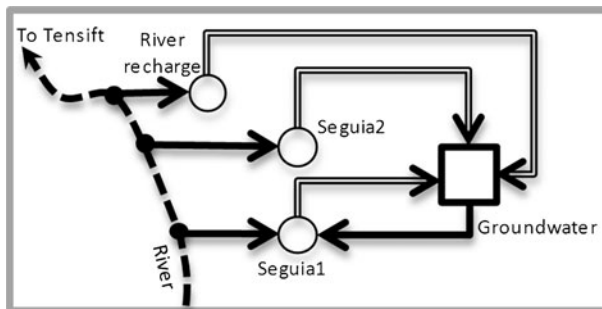 To Tensift
River
recharge
Seguia2
Groundwater
Seguia1
River